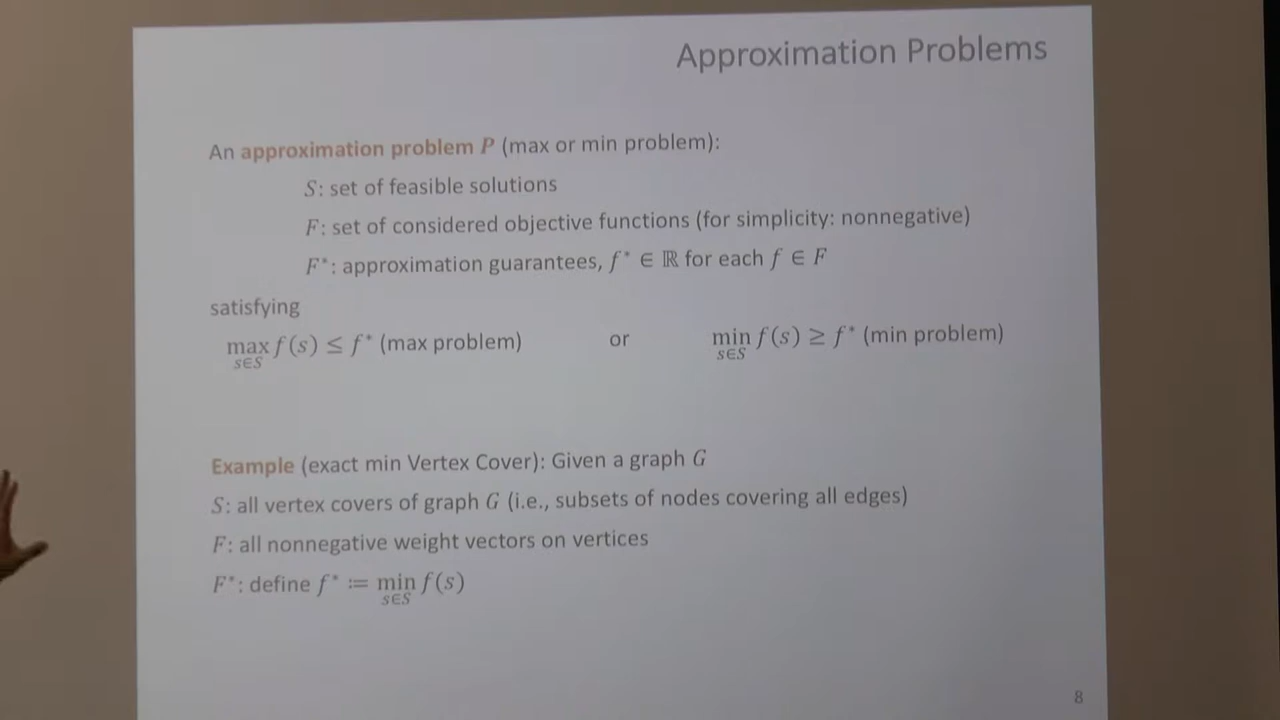 Approximation Problems
An approximation problem P (max or min problem):
S: set of feasible solutions
F: set of considered objective functions (for simplicity: nonnegative)
F*: approximation guarantees, f* ∈ ℝ for each f ∈ F
satisfying
max f(s) ≤ f* (max problem) or min f(s) ≥ f* (min problem)
s∈S s∈S
Example (exact min Vertex Cover): Given a graph G
S: all vertex covers of graph G (i.e., subsets of nodes covering all edges)
F: all nonnegative weight vectors on vertices
F*: define f* := min f(s)
s∈S
8